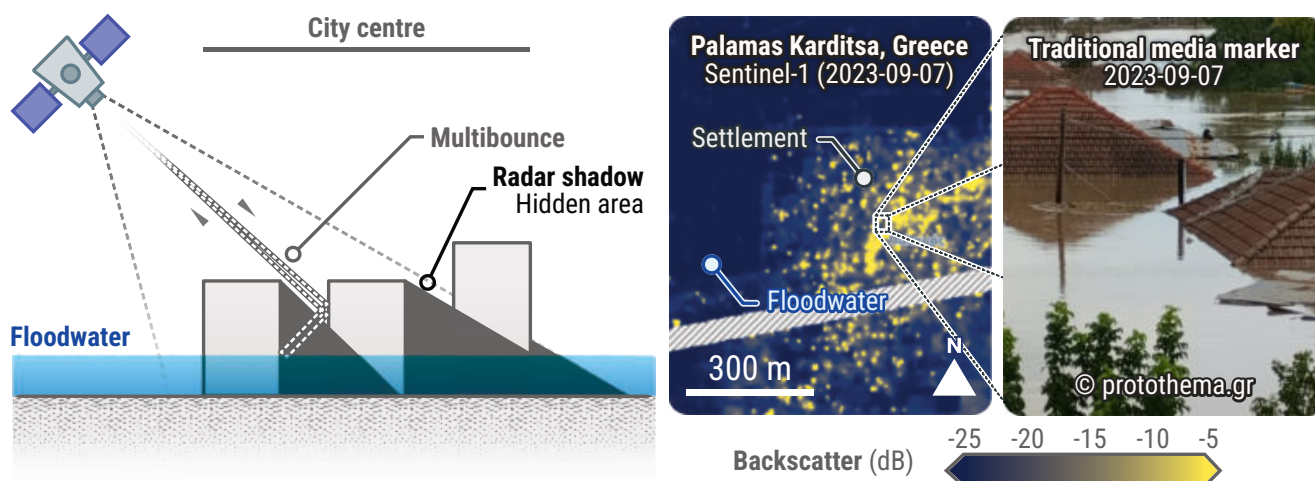 City centre
Multibounce
Radar shadow
Hidden area
Floodwater
Palamas Karditsa, Greece
Sentinel-1 (2023-09-07)
Settlement
Floodwater
300 m
N
Traditional media marker
2023-09-07
© protothema.gr
Backscatter (dB)
-25 -20 -15 -10 -5